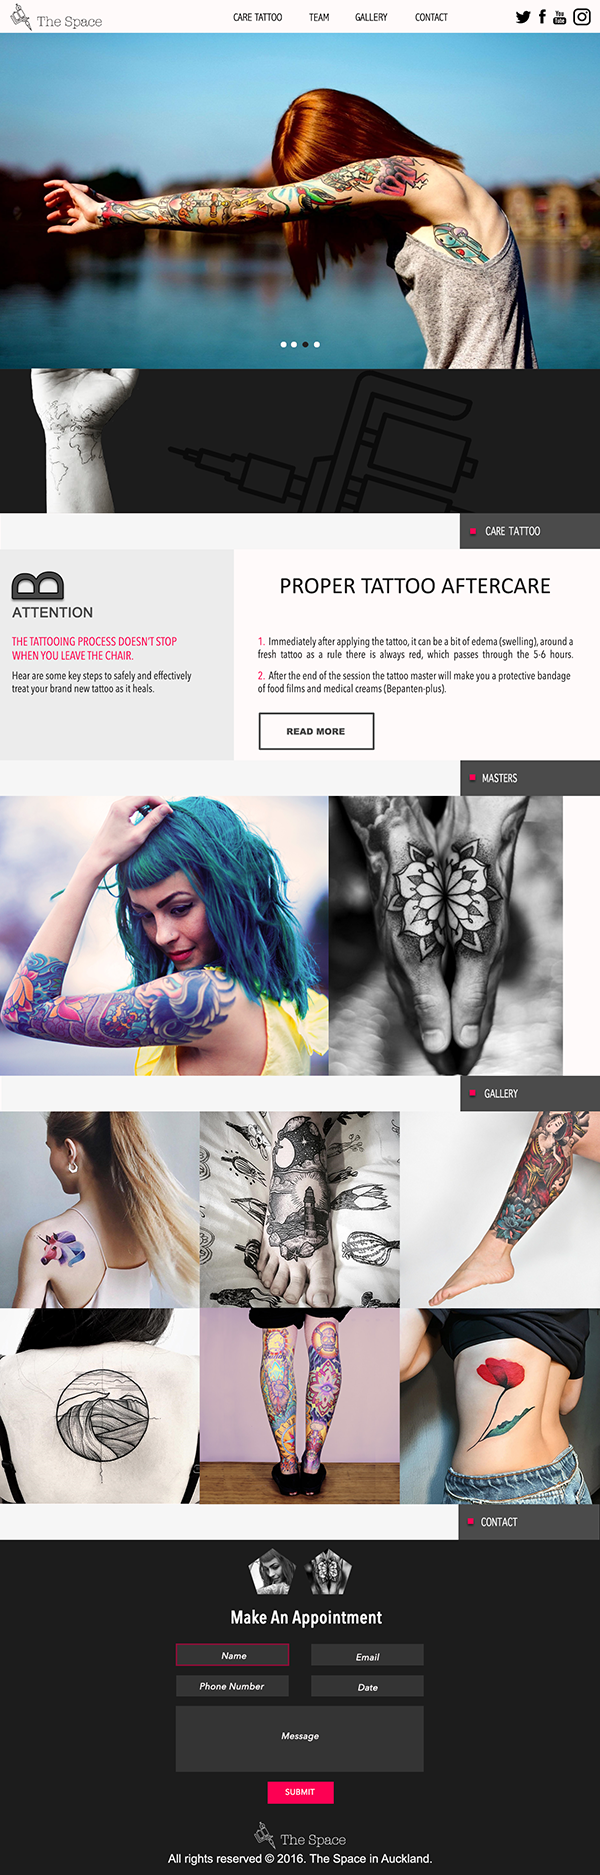 The Space
CARE TATTOO TEAM GALLERY CONTACT
You
Tube
CARE TATTOO
B
ATTENTION
THE TATTOOING PROCESS DOESN'T STOP
WHEN YOU LEAVE THE CHAIR.
Hear are some key steps to safely and effectively
treat your brand new tattoo as it heals.
PROPER TATTOO AFTERCARE
1. Immediately after applying the tattoo, it can be a bit of edema (swelling), around a
fresh tattoo as a rule there is always red, which passes through the 5-6 hours.
2. After the end of the session the tattoo master will make you a protective bandage
of food films and medical creams (Bepanten-plus).
READ MORE
MASTERS
GALLERY
CONTACT
Make An Appointment
Name
Email
Phone Number
Date
Message
SUBMIT
The Space
All rights reserved © 2016. The Space in Auckland.